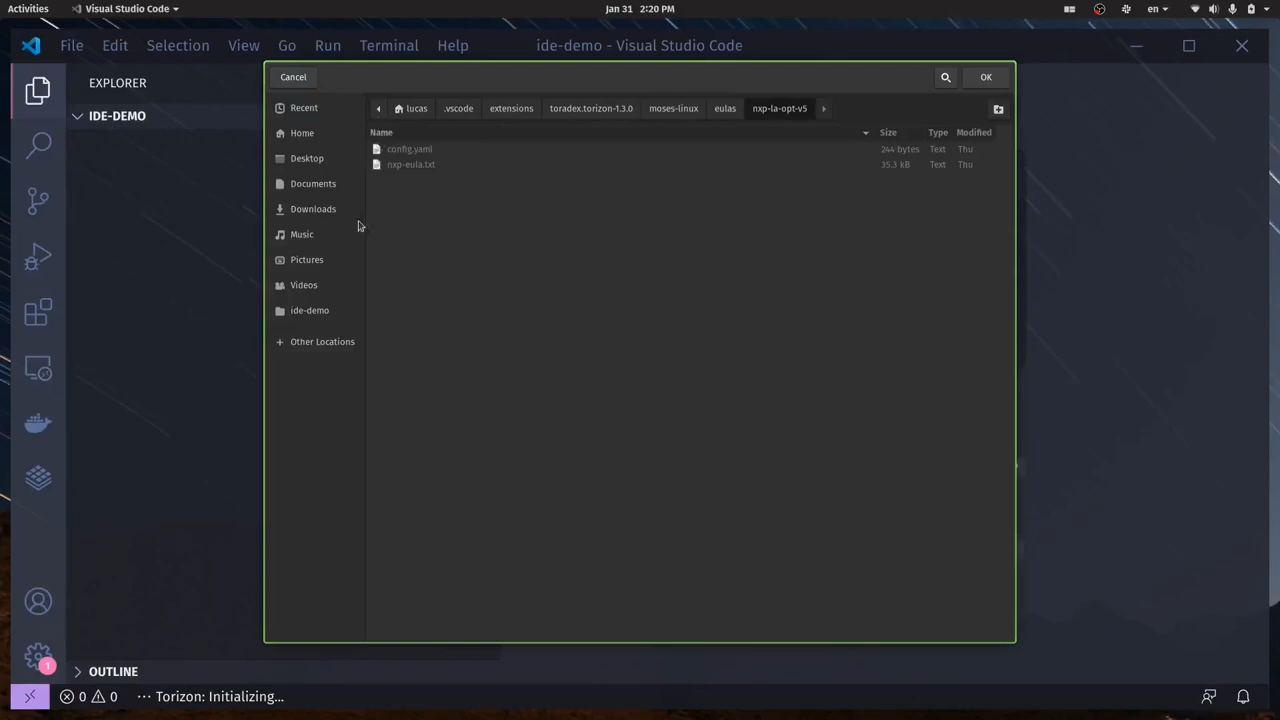 Activities
Visual Studio Code
Jan 31 2:20 PM
en
File Edit Selection View Go Run Terminal Help
ide-demo - Visual Studio Code
EXPLORER
IDE-DEMO
Cancel
OK
Recent
Home
Desktop
Documents
Downloads
Music
Pictures
Videos
ide-demo
+ Other Locations
lucas .vscode extensions toradex.torizon-1.3.0 moses-linux eulas nxp-la-opt-v5
Name Size Type Modified
config.yaml 244 bytes Text Thu
nxp-eula.txt 35.3 kB Text Thu
OUTLINE
1
0 0 ··· Torizon: Initializing...